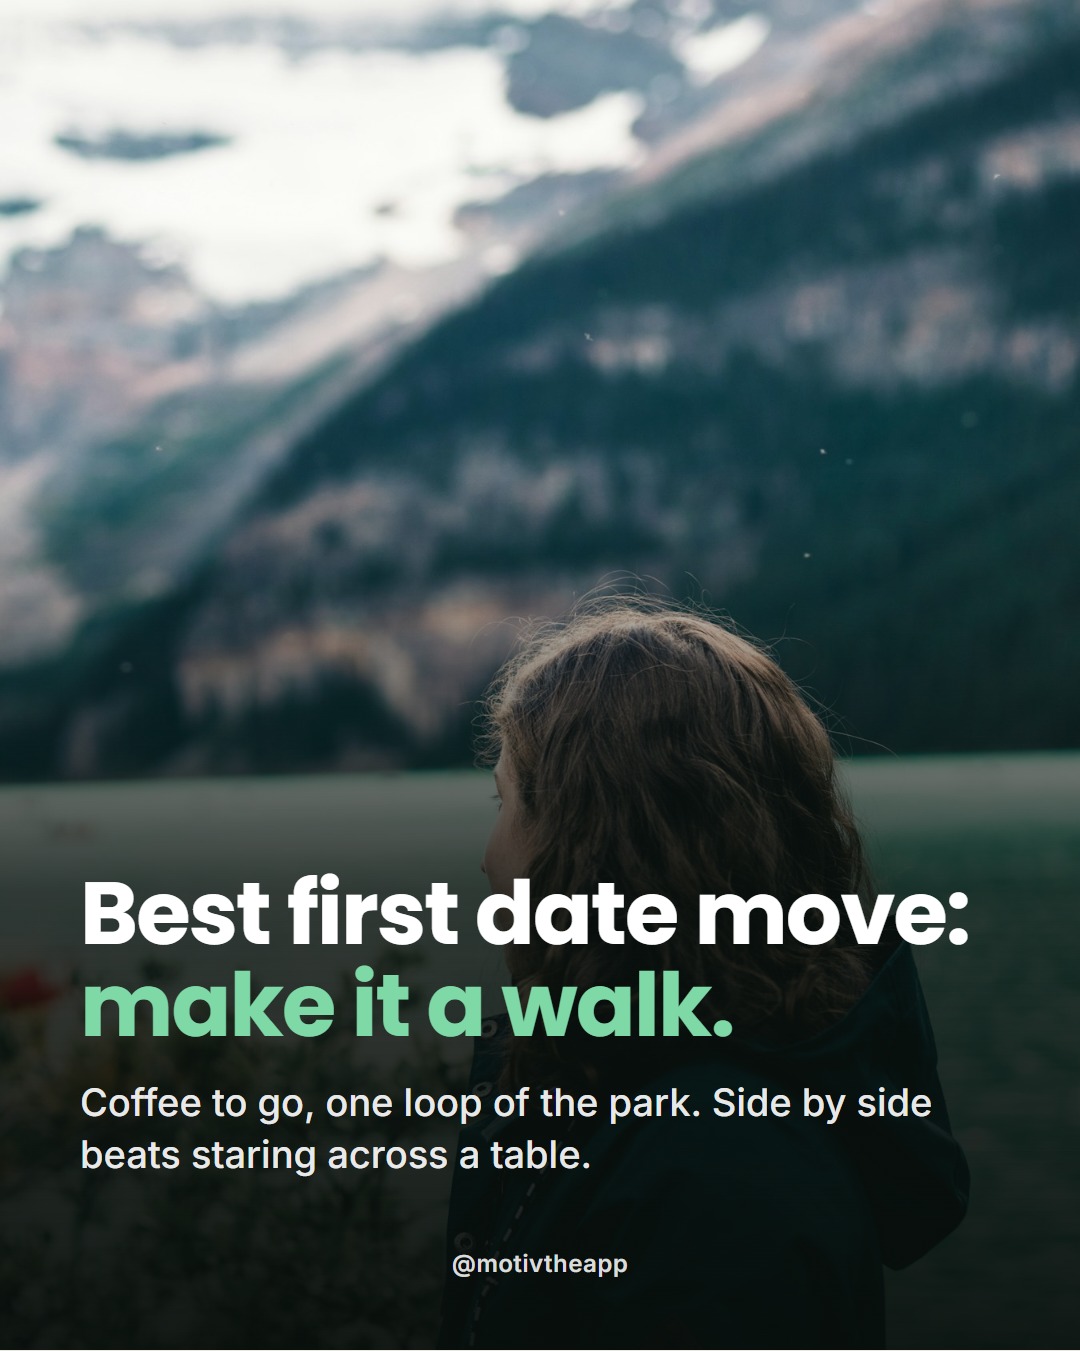 Best first date move:
make it a walk.
Coffee to go, one loop of the park. Side by side
beats staring across a table.
@motivtheapp